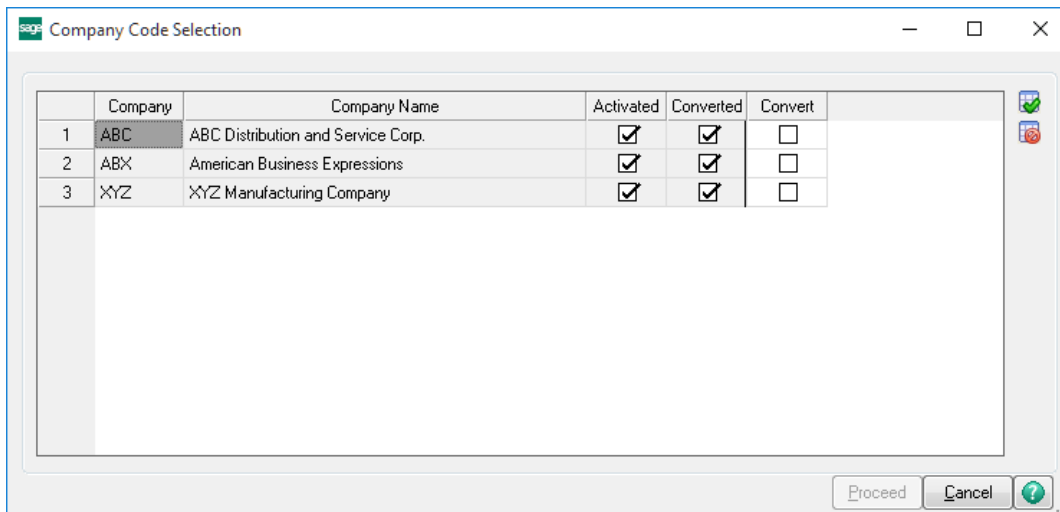 sage Company Code Selection
Company Company Name Activated Converted Convert
1 ABC ABC Distribution and Service Corp.
2 ABX American Business Expressions
3 XYZ XYZ Manufacturing Company
Proceed Cancel ?